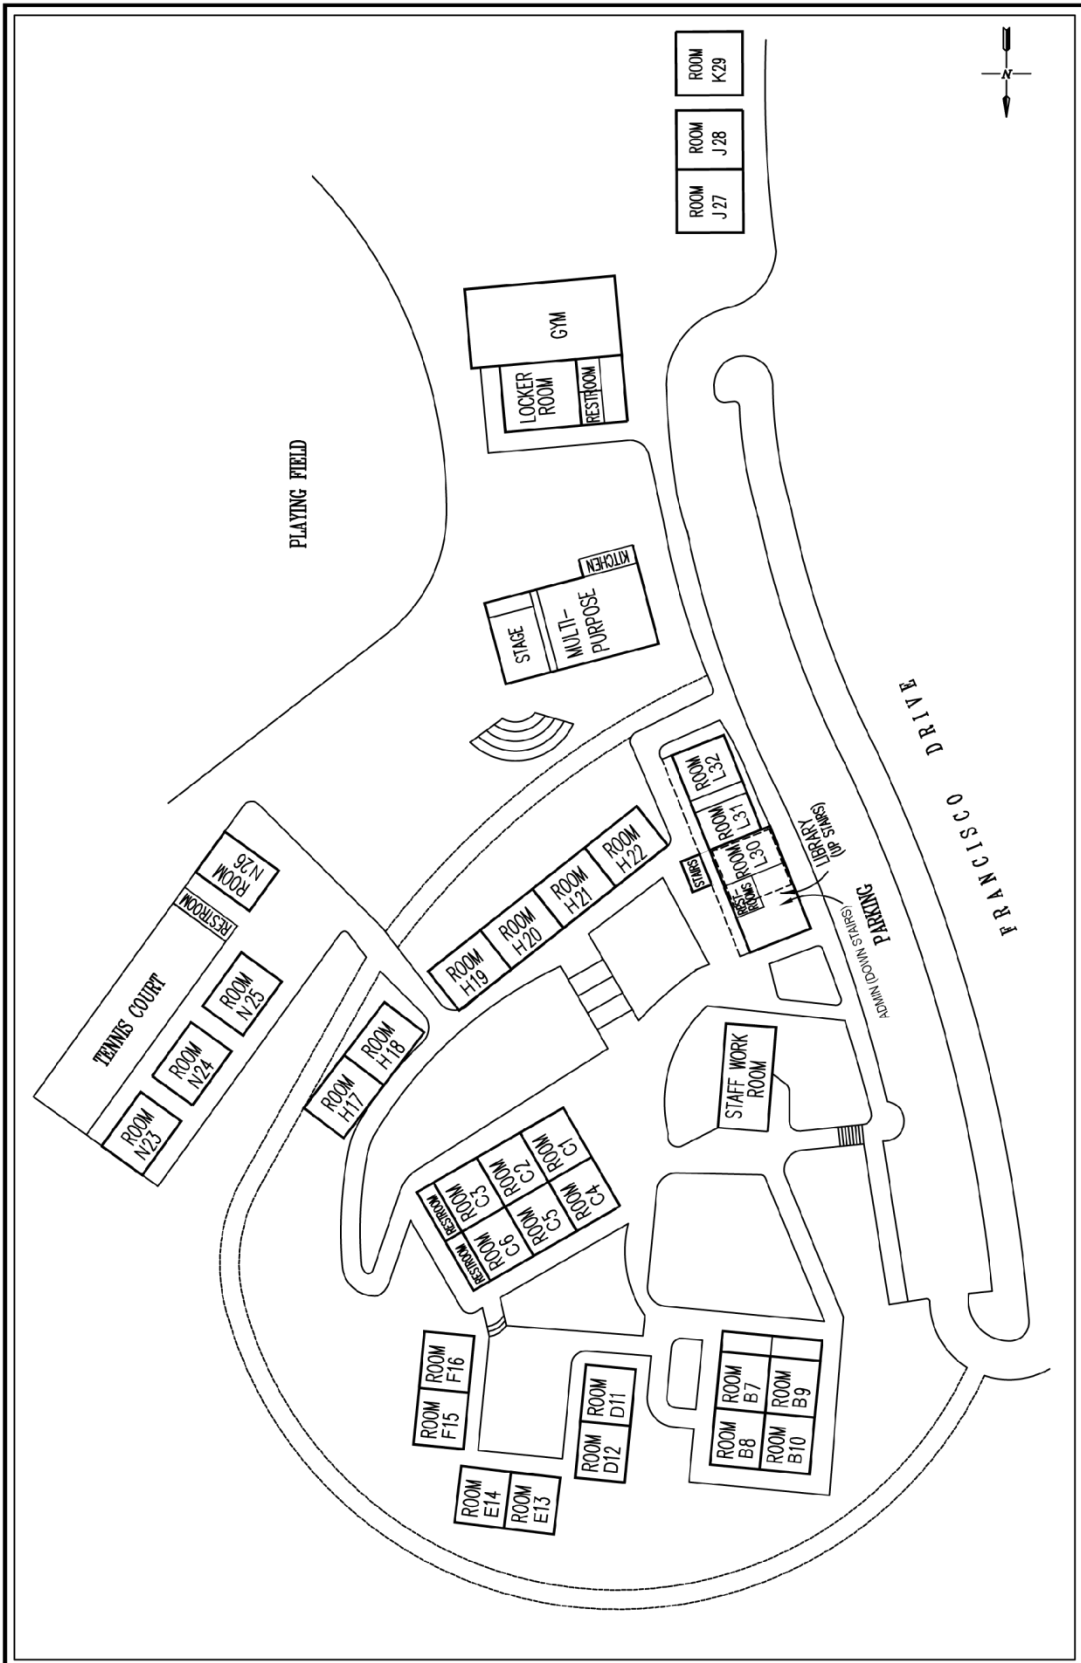 N
ROOM
K29
ROOM
J28
ROOM
J27
GYM
LOCKER
ROOM
RESTROOM
PLAYING FIELD
KITCHEN
STAGE
MULTI-
PURPOSE
FRANCISCO DRIVE
ROOM
L32
ROOM
L31
ROOM
L30
REST-
ROOMS
STAIRS
LIBRARY
(UP STAIRS)
PARKING
ADMIN (DOWN STAIRS)
ROOM
H22
ROOM
H21
ROOM
H20
ROOM
H19
ROOM
H18
ROOM
H17
ROOM
N26
RESTROOM
TENNIS COURT
ROOM
N25
ROOM
N24
ROOM
N23
STAFF WORK
ROOM
ROOM
C1
ROOM
C2
ROOM
C3
RESTROOM
ROOM
C4
ROOM
C5
ROOM
C6
RESTROOM
ROOM
F16
ROOM
F15
ROOM
D11
ROOM
D12
ROOM
E14
ROOM
E13
ROOM
B7
ROOM
B8
ROOM
B9
ROOM
B10